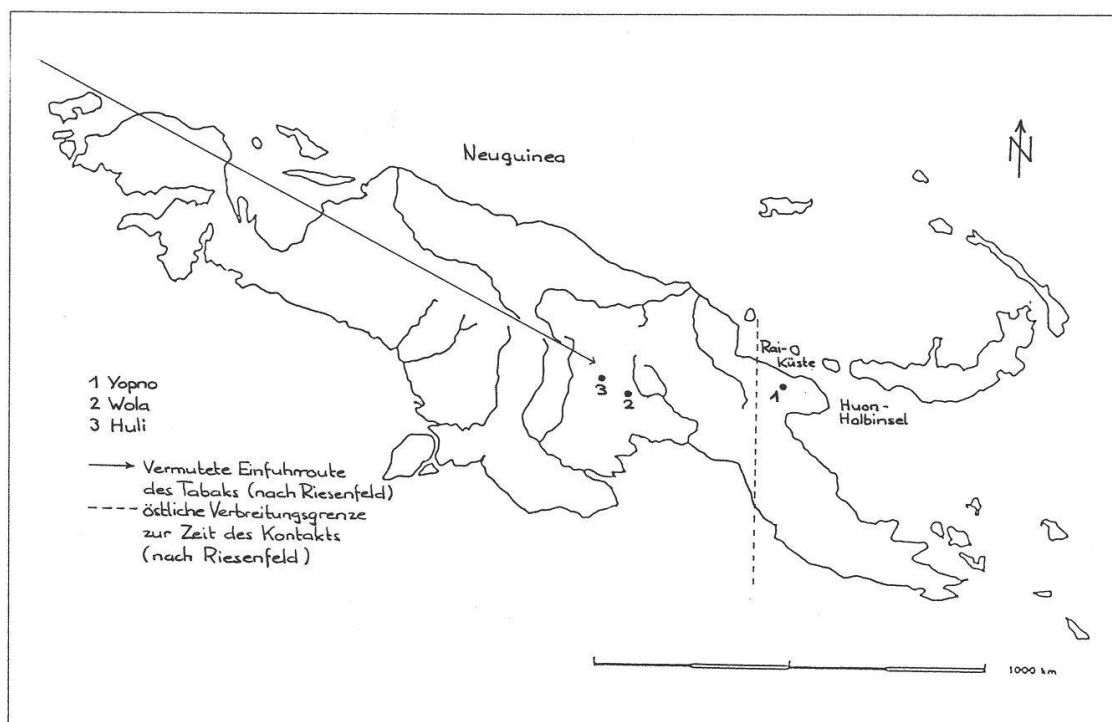 Neuguinea
N
Rai-
Küste
Huon-
Halbinsel
1
2
3
1 Yopno
2 Wola
3 Huli
Vermutete Einfuhrroute
des Tabaks (nach Riesenfeld)
östliche Verbreitungsgrenze
zur Zeit des Kontakts
(nach Riesenfeld)
1000 km